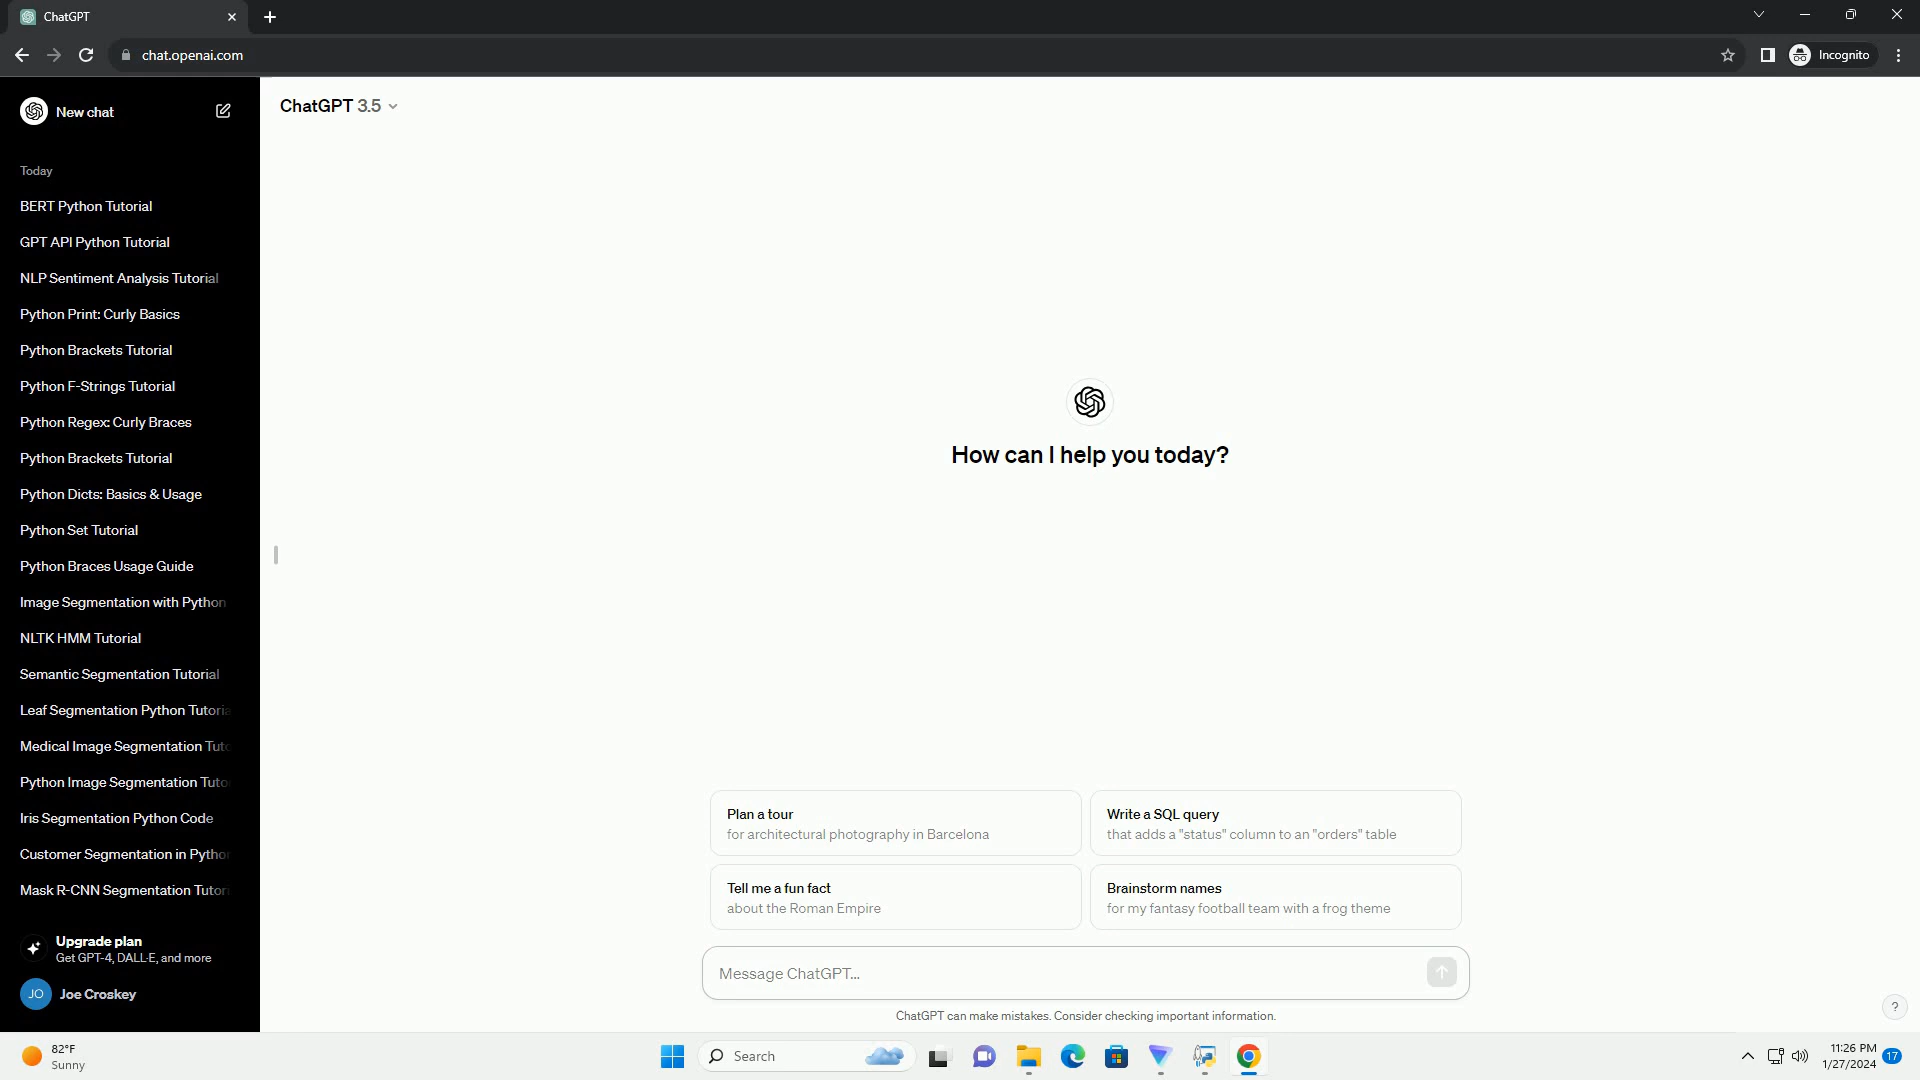 ChatGPT
chat.openai.com
Incognito
New chat
ChatGPT 3.5
Today
BERT Python Tutorial
GPT API Python Tutorial
NLP Sentiment Analysis Tutorial
Python Print: Curly Basics
Python Brackets Tutorial
Python F-Strings Tutorial
Python Regex: Curly Braces
Python Brackets Tutorial
Python Dicts: Basics & Usage
Python Set Tutorial
Python Braces Usage Guide
Image Segmentation with Python
NLTK HMM Tutorial
Semantic Segmentation Tutorial
Leaf Segmentation Python Tutoria
Medical Image Segmentation Tuto
Python Image Segmentation Tuto
Iris Segmentation Python Code
Customer Segmentation in Python
Mask R-CNN Segmentation Tutori
Upgrade plan
Get GPT-4, DALL·E, and more
JO
Joe Croskey
How can I help you today?
Plan a tour
for architectural photography in Barcelona
Write a SQL query
that adds a "status" column to an "orders" table
Tell me a fun fact
about the Roman Empire
Brainstorm names
for my fantasy football team with a frog theme
Message ChatGPT...
ChatGPT can make mistakes. Consider checking important information.
?
82°F
Sunny
Search
11:26 PM
1/27/2024
17